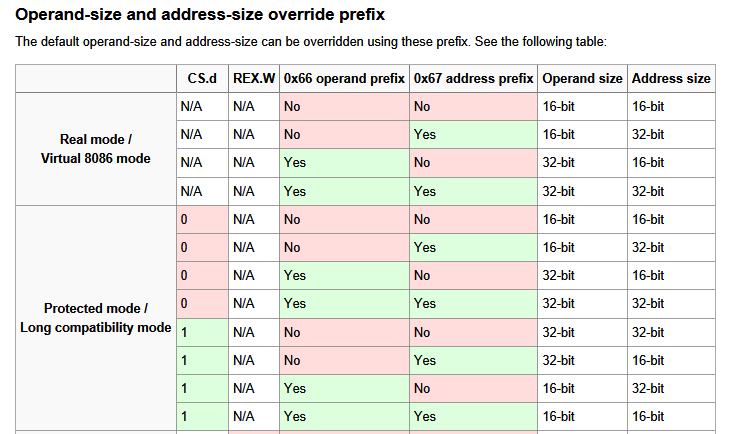 Operand-size and address-size override prefix
The default operand-size and address-size can be overridden using these prefix. See the following table:
CS.d REX.W 0x66 operand prefix 0x67 address prefix Operand size Address size
Real mode / Virtual 8086 mode
N/A N/A No No 16-bit 16-bit
N/A N/A No Yes 16-bit 32-bit
N/A N/A Yes No 32-bit 16-bit
N/A N/A Yes Yes 32-bit 32-bit
Protected mode / Long compatibility mode
0 N/A No No 16-bit 16-bit
0 N/A No Yes 16-bit 32-bit
0 N/A Yes No 32-bit 16-bit
0 N/A Yes Yes 32-bit 32-bit
1 N/A No No 32-bit 32-bit
1 N/A No Yes 32-bit 16-bit
1 N/A Yes No 16-bit 32-bit
1 N/A Yes Yes 16-bit 16-bit